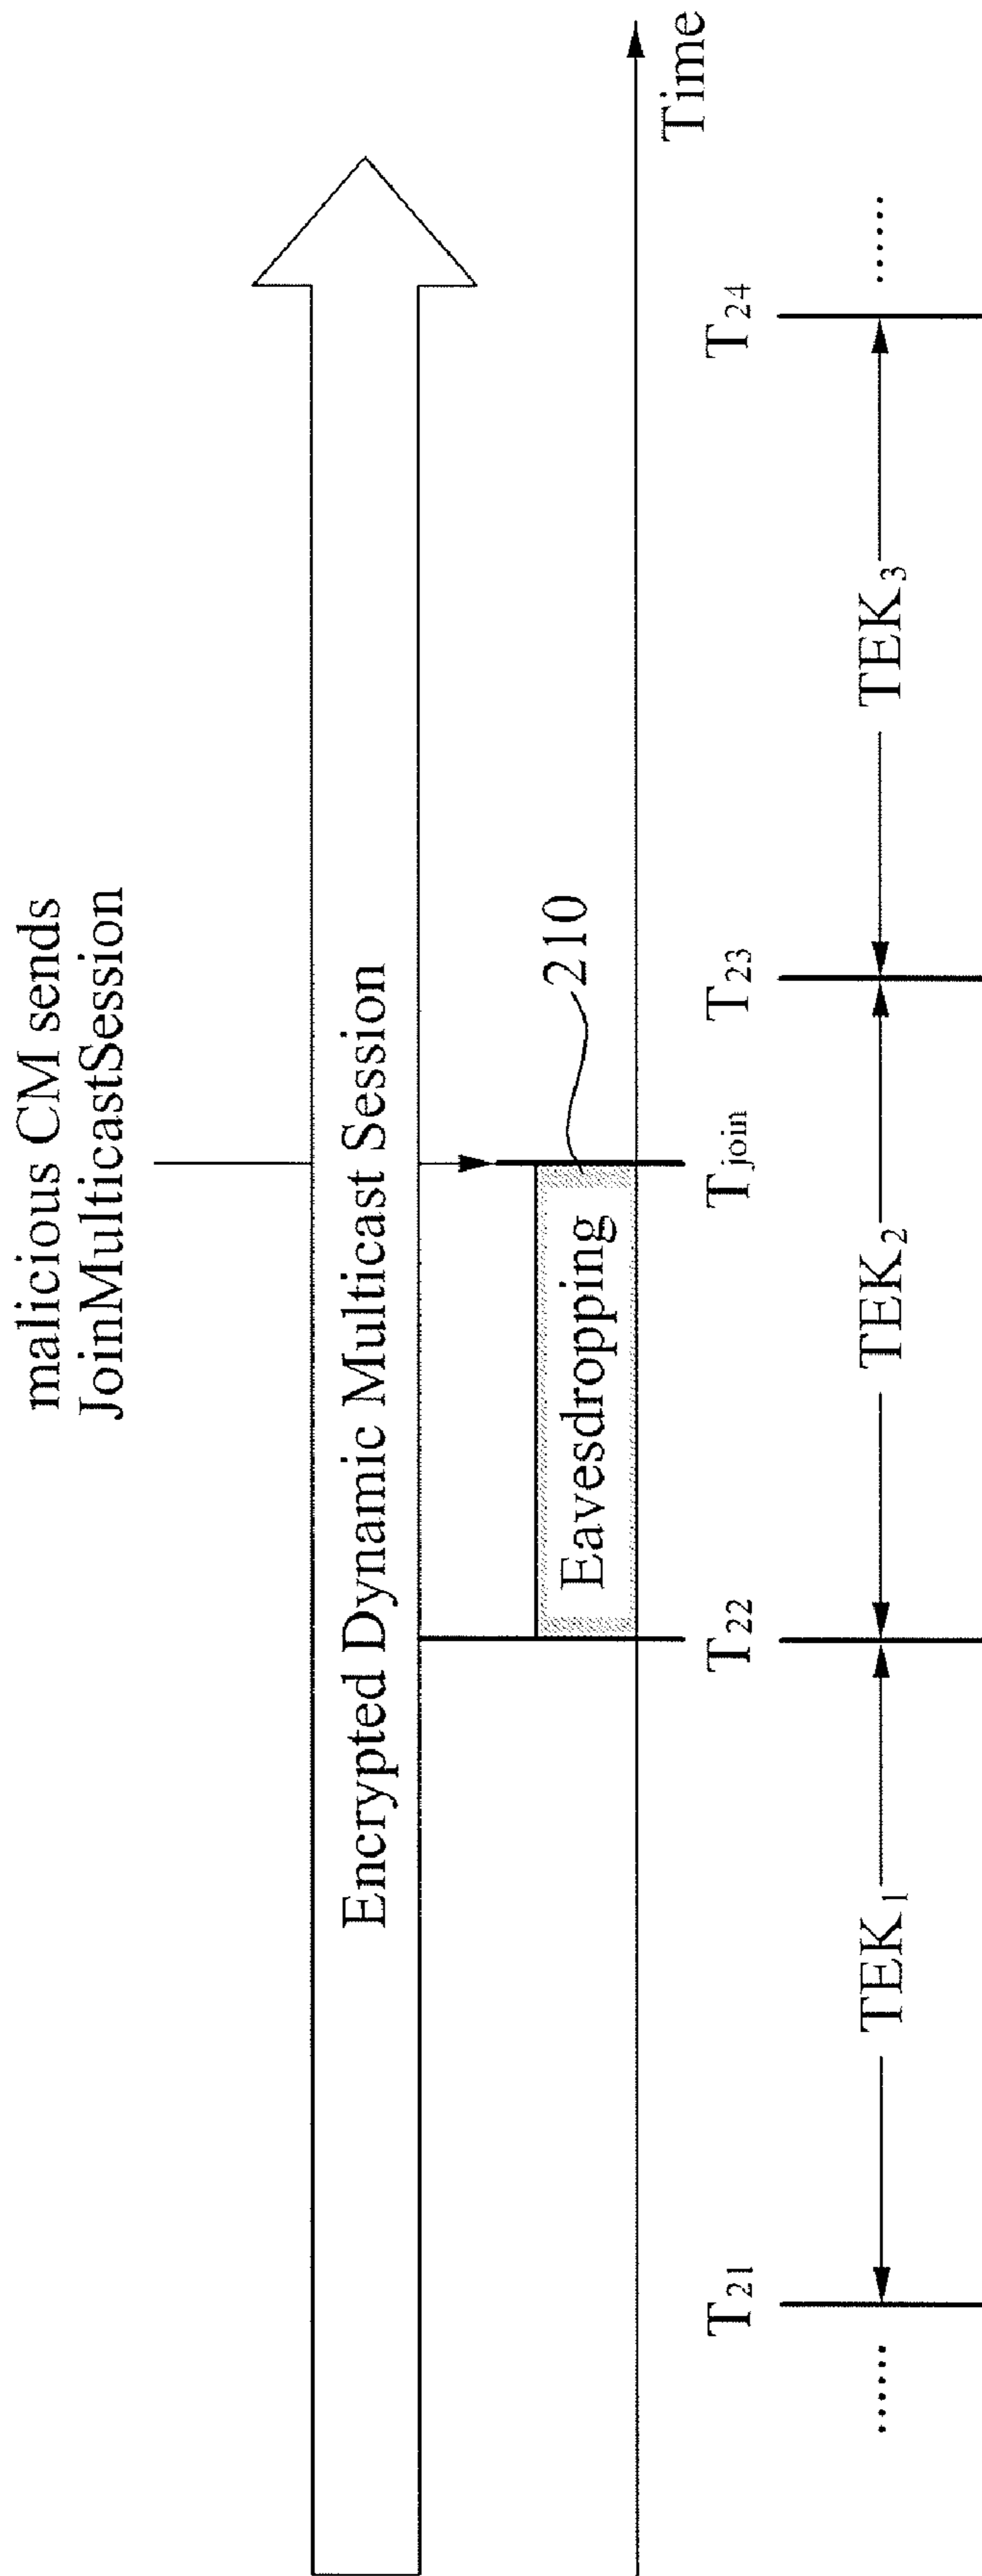 malicious CM sends
JoinMulticastSession
Encrypted Dynamic Multicast Session
Eavesdropping
210
Time
T22
Tjoin
T21
T23
T24
...... TEK1 TEK2 TEK3 ......